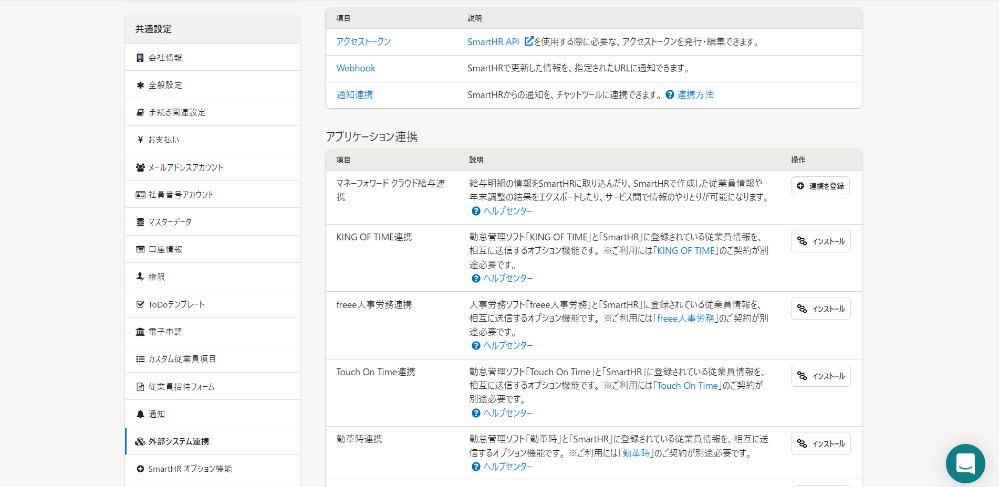 共通設定
会社情報
全般設定
手続き関連設定
お支払い
メールアドレスアカウント
社員番号アカウント
マスターデータ
口座情報
権限
ToDoテンプレート
電子申請
カスタム従業員項目
従業員招待フォーム
通知
外部システム連携
SmartHR オプション機能
項目 説明
アクセストークン SmartHR API を使用する際に必要な、アクセストークンを発行・編集できます。
Webhook SmartHRで更新した情報を、指定されたURLに通知できます。
通知連携 SmartHRからの通知を、チャットツールに連携できます。 連携方法
アプリケーション連携
項目 説明 操作
マネーフォワード クラウド給与連
携
給与明細の情報をSmartHRに取り込んだり、SmartHRで作成した従業員情報や
年末調整の結果をエクスポートしたり、サービス間で情報のやりとりが可能になります。
ヘルプセンター
連携を登録
KING OF TIME連携
勤怠管理ソフト「KING OF TIME」と「SmartHR」に登録されている従業員情報を、
相互に送信するオプション機能です。 ※ご利用には「KING OF TIME」のご契約が別
途必要です。
ヘルプセンター
インストール
freee人事労務連携
人事労務ソフト「freee人事労務」と「SmartHR」に登録されている従業員情報を、
相互に送信するオプション機能です。 ※ご利用には「freee人事労務」のご契約が別
途必要です。
ヘルプセンター
インストール
Touch On Time連携
勤怠管理ソフト「Touch On Time」と「SmartHR」に登録されている従業員情報を、
相互に送信するオプション機能です。 ※ご利用には「Touch On Time」のご契約が
別途必要です。
ヘルプセンター
インストール
勤革時連携
勤怠管理ソフト「勤革時」と「SmartHR」に登録されている従業員情報を、相互に送
信するオプション機能です。 ※ご利用には「勤革時」のご契約が別途必要です。
ヘルプセンター
インストール